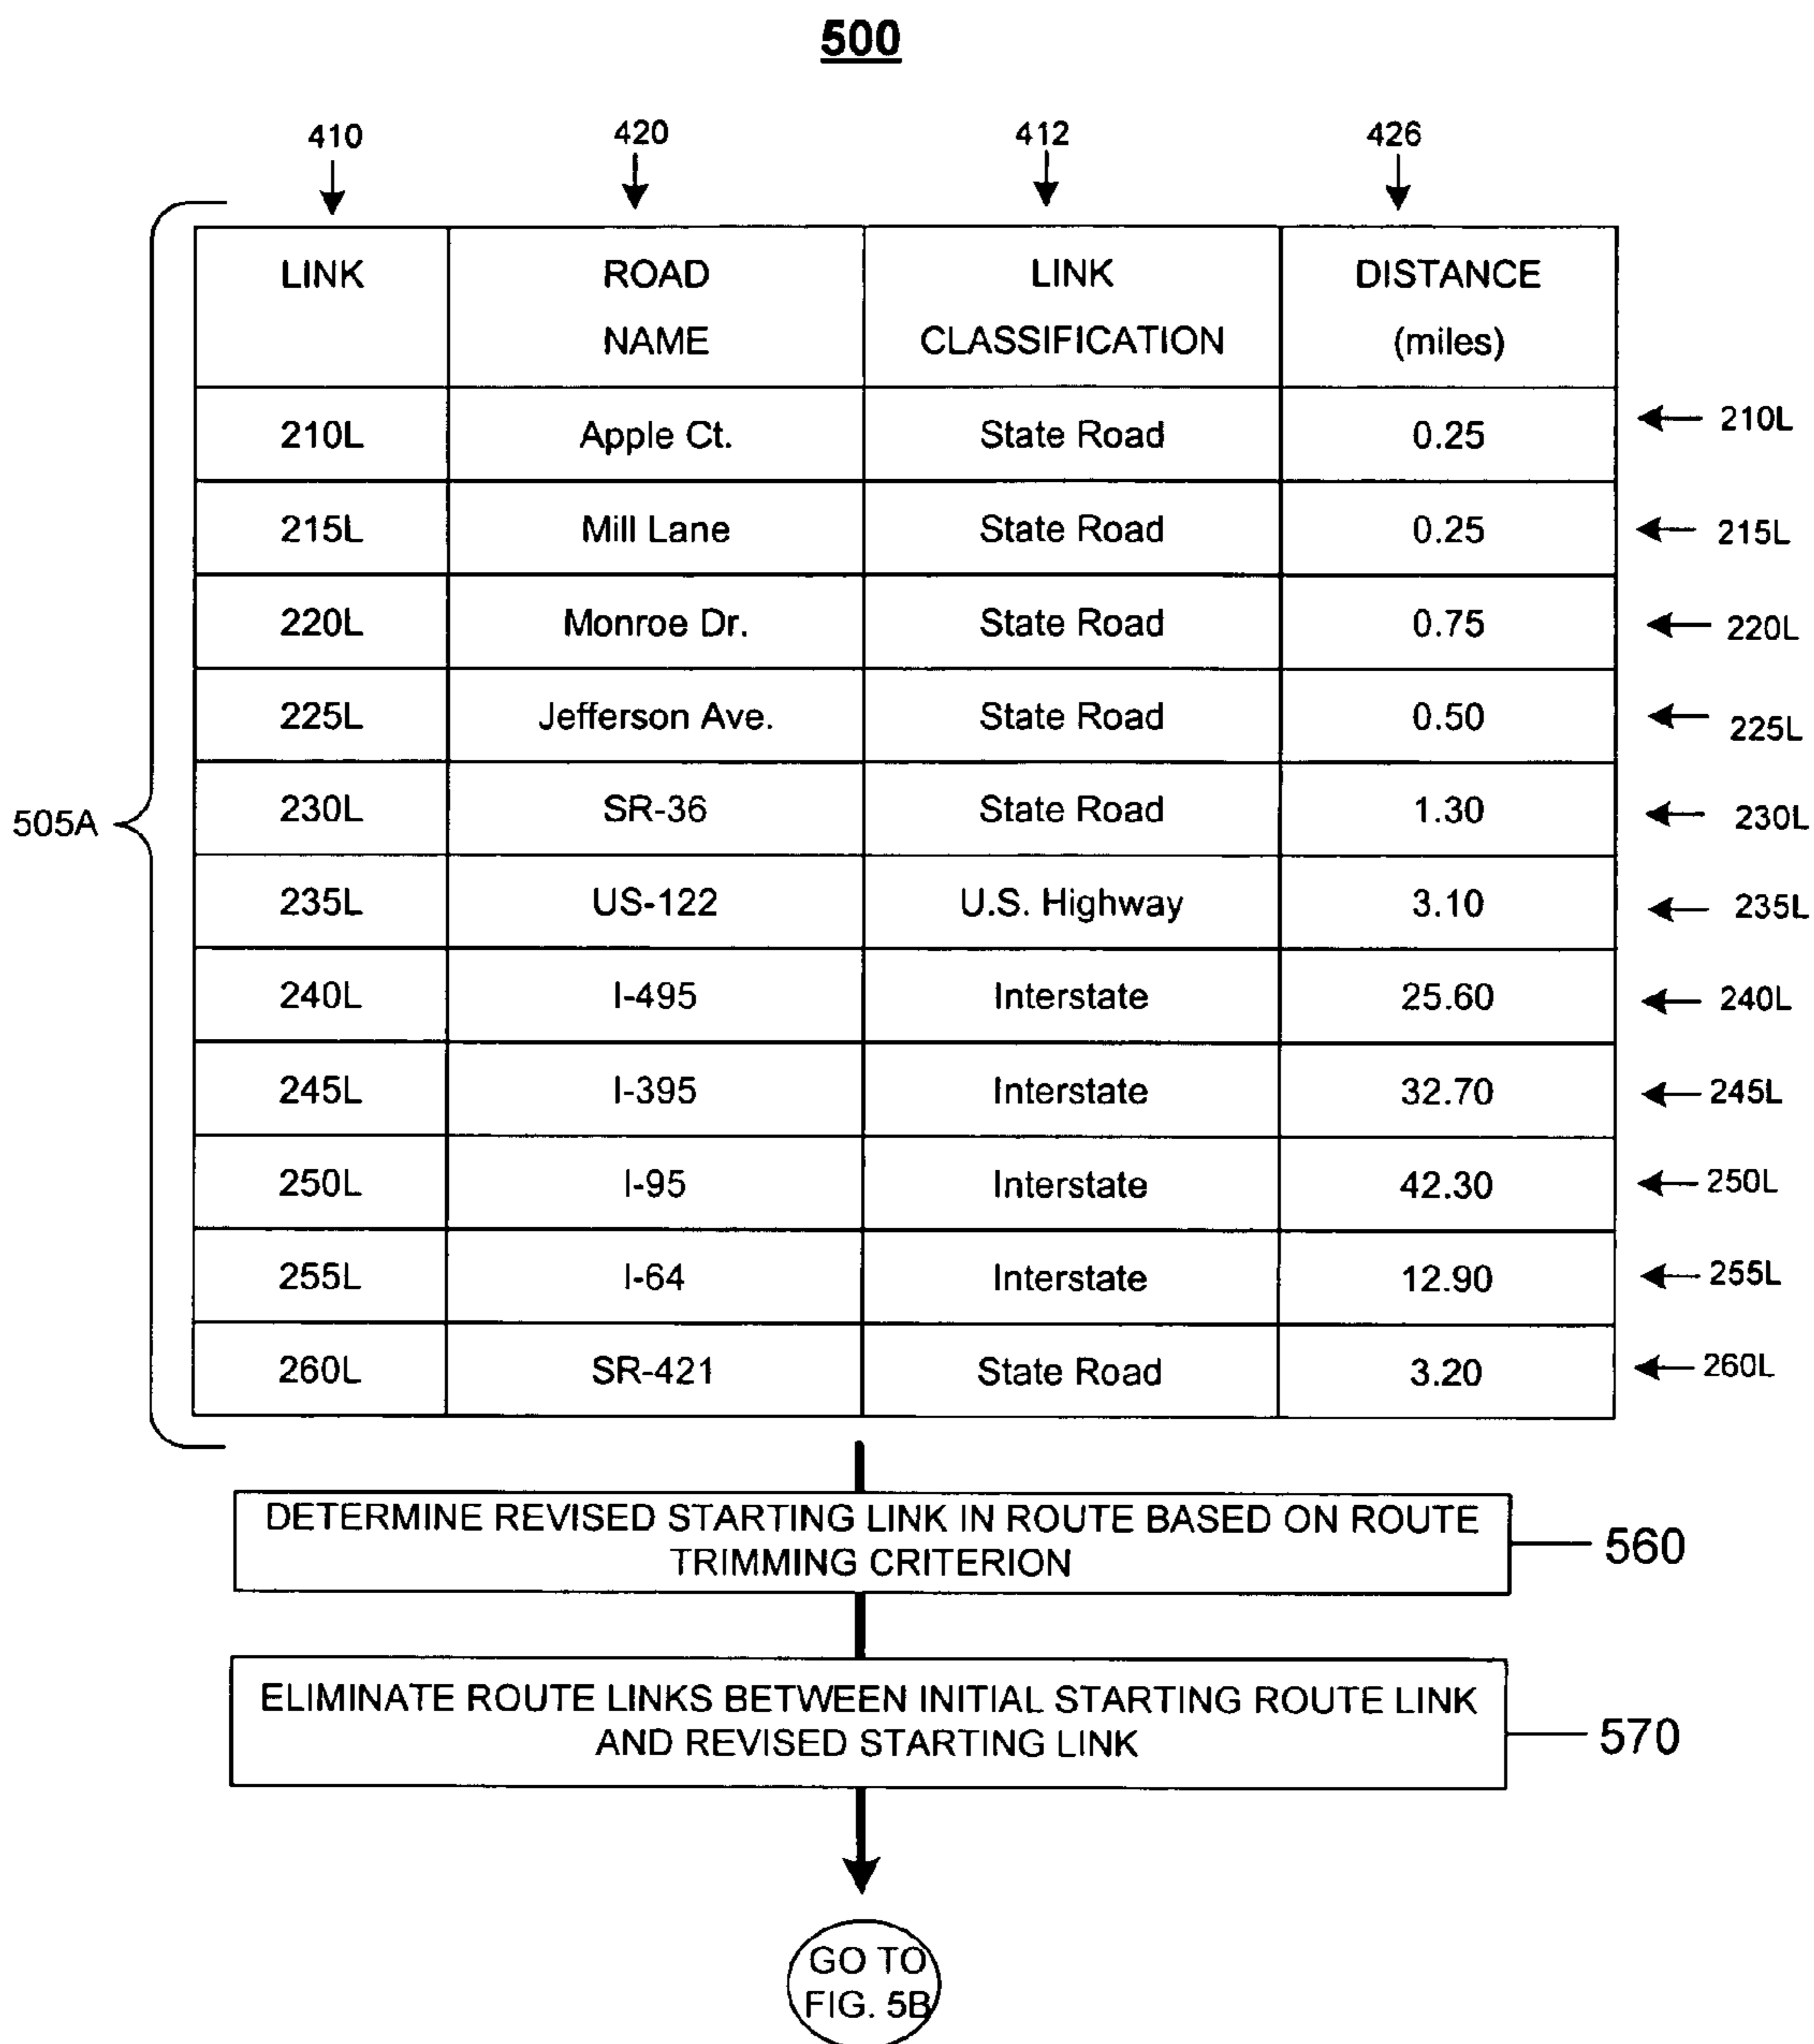 500
410 420 412 426
LINK ROAD LINK DISTANCE
NAME CLASSIFICATION (miles)
210L Apple Ct. State Road 0.25 210L
215L Mill Lane State Road 0.25 215L
220L Monroe Dr. State Road 0.75 220L
225L Jefferson Ave. State Road 0.50 225L
505A 230L SR-36 State Road 1.30 230L
235L US-122 U.S. Highway 3.10 235L
240L I-495 Interstate 25.60 240L
245L I-395 Interstate 32.70 245L
250L I-95 Interstate 42.30 250L
255L I-64 Interstate 12.90 255L
260L SR-421 State Road 3.20 260L
DETERMINE REVISED STARTING LINK IN ROUTE BASED ON ROUTE
TRIMMING CRITERION
560
ELIMINATE ROUTE LINKS BETWEEN INITIAL STARTING ROUTE LINK
AND REVISED STARTING LINK
570
GO TO
FIG. 5B